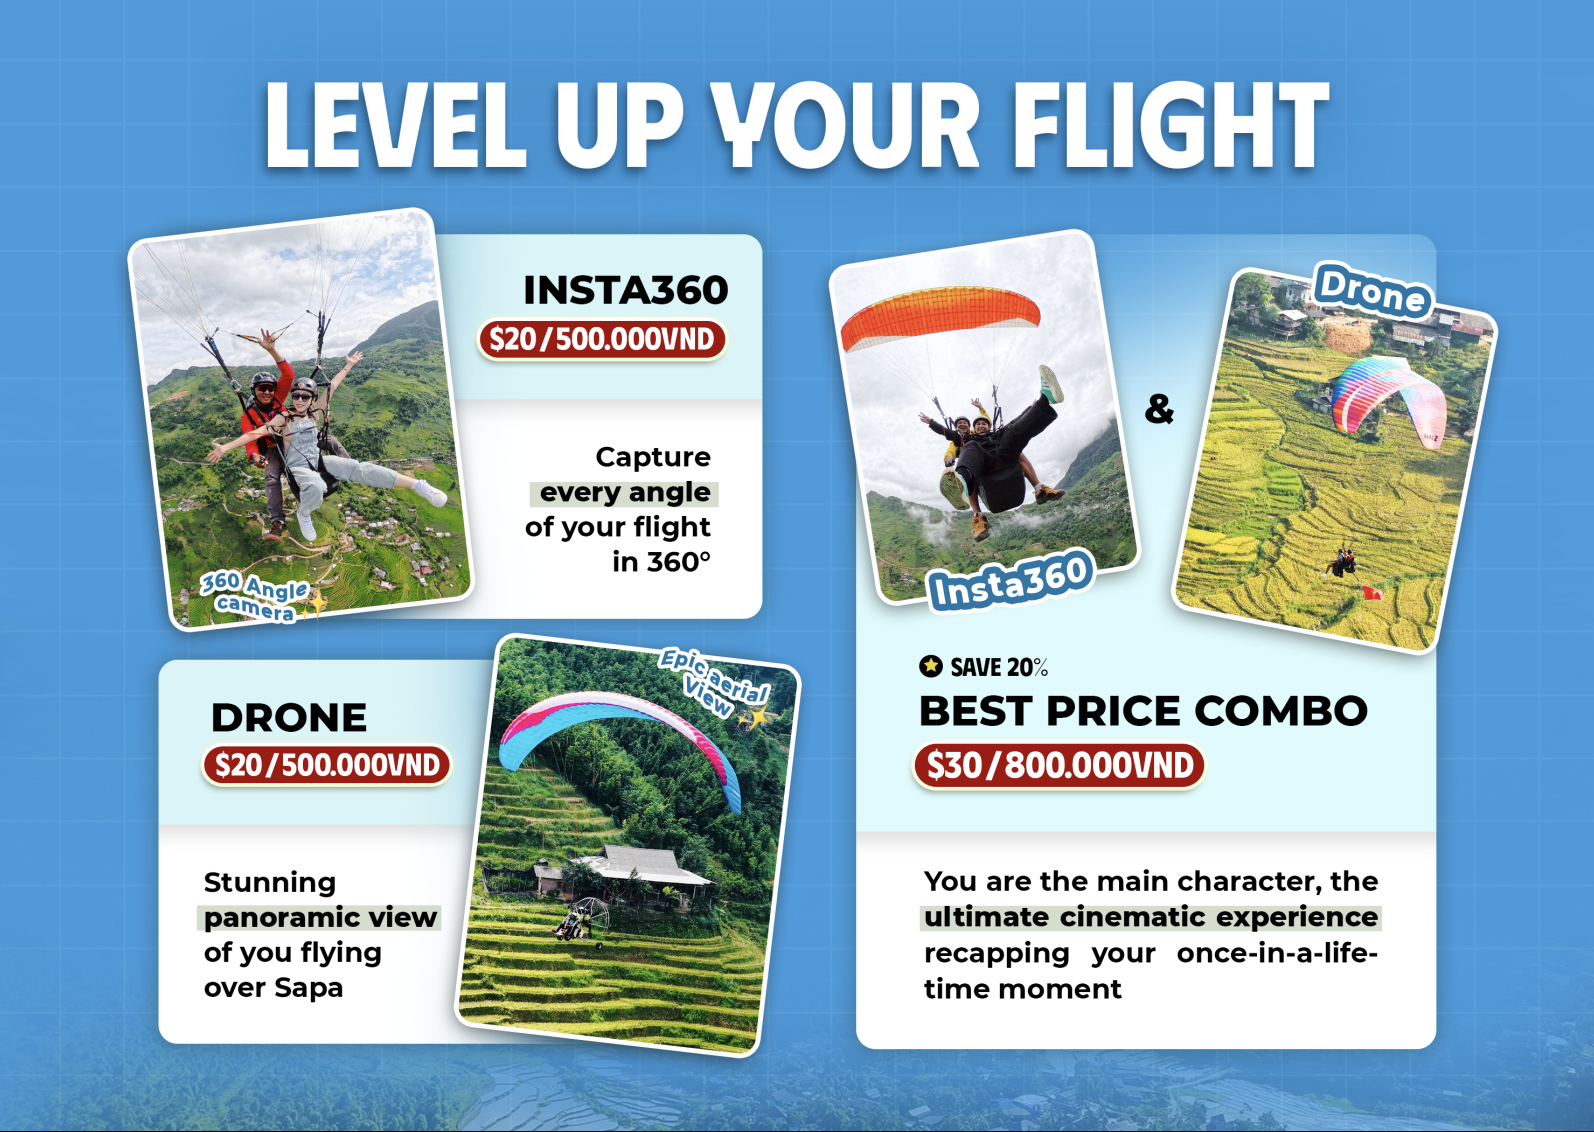 LEVEL UP YOUR FLIGHT
INSTA360
$20/500.000VND
Capture
every angle
of your flight
in 360°
360 Angle
camera
DRONE
$20/500.000VND
Stunning
panoramic view
of you flying
over Sapa
Epic aerial
View
Insta360
&
Drone
SAVE 20%
BEST PRICE COMBO
$30/800.000VND
You are the main character, the
ultimate cinematic experience
recapping your once-in-a-life-
time moment